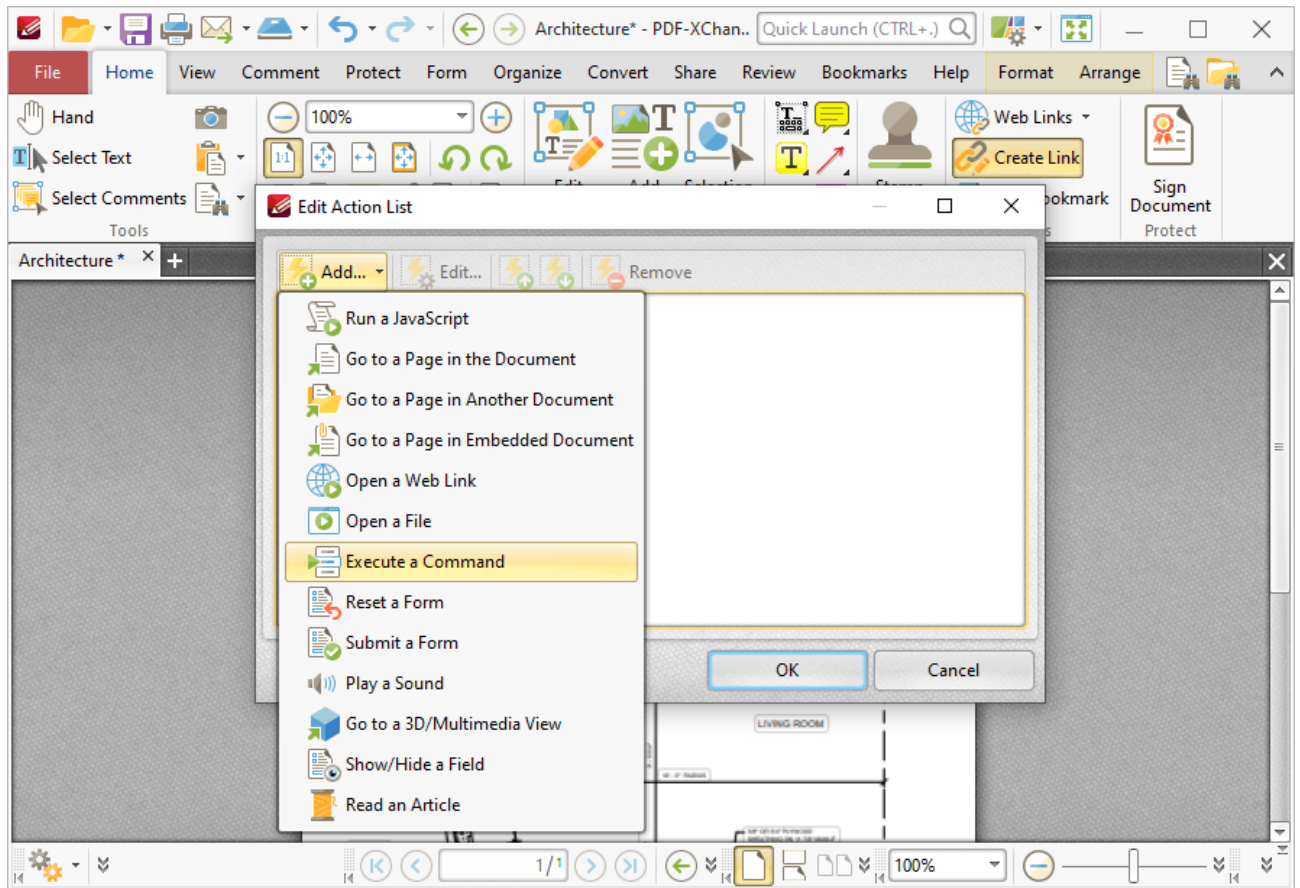 Architecture* - PDF-XChan.. Quick Launch (CTRL+.)
File Home View Comment Protect Form Organize Convert Share Review Bookmarks Help Format Arrange
Hand 100% Web Links
Select Text 1:1 Create Link
Select Comments
Sign
Document
Tools Protect
Edit Action List
Architecture *
Add... Edit... Remove
Run a JavaScript
Go to a Page in the Document
Go to a Page in Another Document
Go to a Page in Embedded Document
Open a Web Link
Open a File
Execute a Command
Reset a Form
Submit a Form
OK Cancel
Play a Sound
Go to a 3D/Multimedia View
LIVING ROOM
Show/Hide a Field
Read an Article
1/1 100%